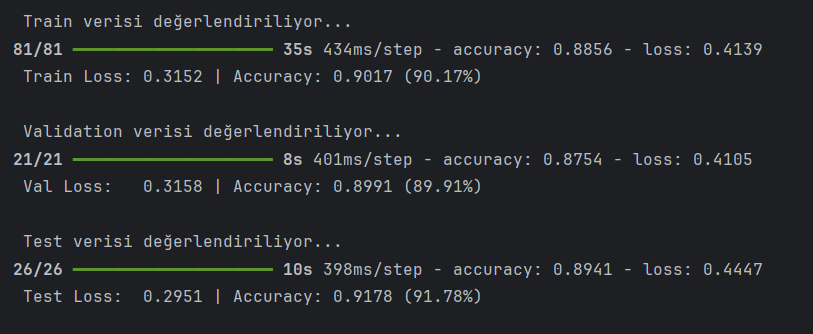 Train verisi değerlendiriliyor...
81/81 ━━━━━━━━━━━━━━━━━━━━ 35s 434ms/step - accuracy: 0.8856 - loss: 0.4139
Train Loss: 0.3152 | Accuracy: 0.9017 (90.17%)
Validation verisi değerlendiriliyor...
21/21 ━━━━━━━━━━━━━━━━━━━━ 8s 401ms/step - accuracy: 0.8754 - loss: 0.4105
Val Loss:   0.3158 | Accuracy: 0.8991 (89.91%)
Test verisi değerlendiriliyor...
26/26 ━━━━━━━━━━━━━━━━━━━━ 10s 398ms/step - accuracy: 0.8941 - loss: 0.4447
Test Loss:  0.2951 | Accuracy: 0.9178 (91.78%)